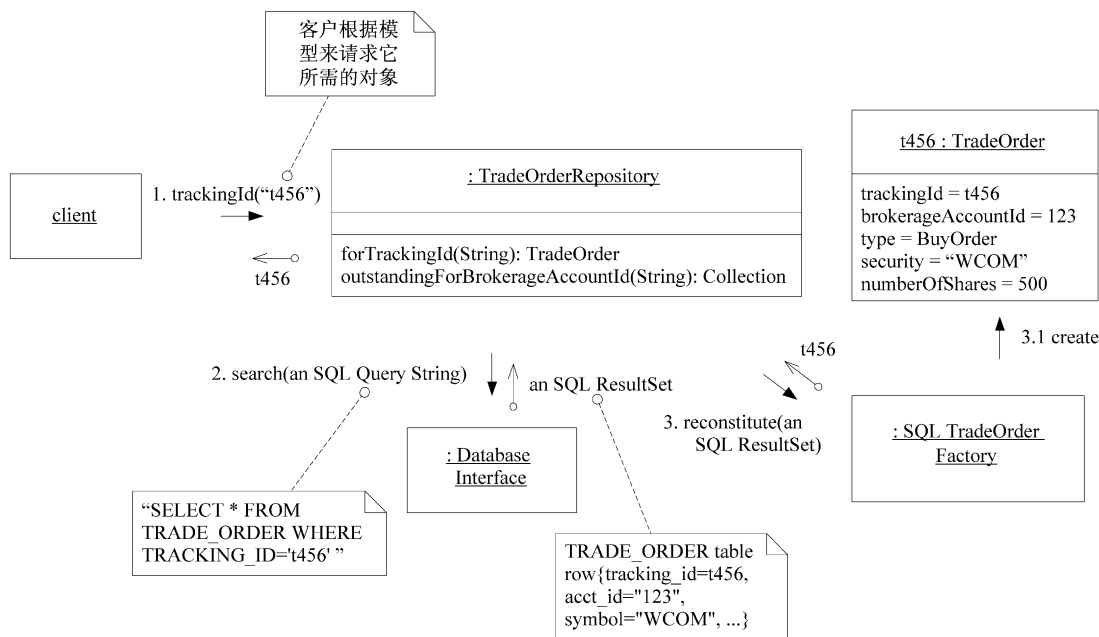 客户根据模
型来请求它
所需的对象
client
1. trackingId(“t456”)
t456
: TradeOrderRepository
forTrackingId(String): TradeOrder
outstandingForBrokerageAccountId(String): Collection
t456 : TradeOrder
trackingId = t456
brokerageAccountId = 123
type = BuyOrder
security = “WCOM”
numberOfShares = 500
3.1 create
t456
2. search(an SQL Query String)
an SQL ResultSet
3. reconstitute(an
SQL ResultSet)
: SQL TradeOrder
Factory
: Database
Interface
“SELECT * FROM
TRADE_ORDER WHERE
TRACKING_ID='t456' ”
TRADE_ORDER table
row{tracking_id=t456,
acct_id="123",
symbol="WCOM", ...}